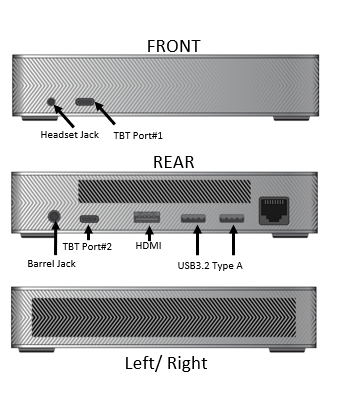 FRONT
Headset Jack
TBT Port#1
REAR
TBT Port#2
HDMI
Barrel Jack
USB3.2 Type A
Left/ Right